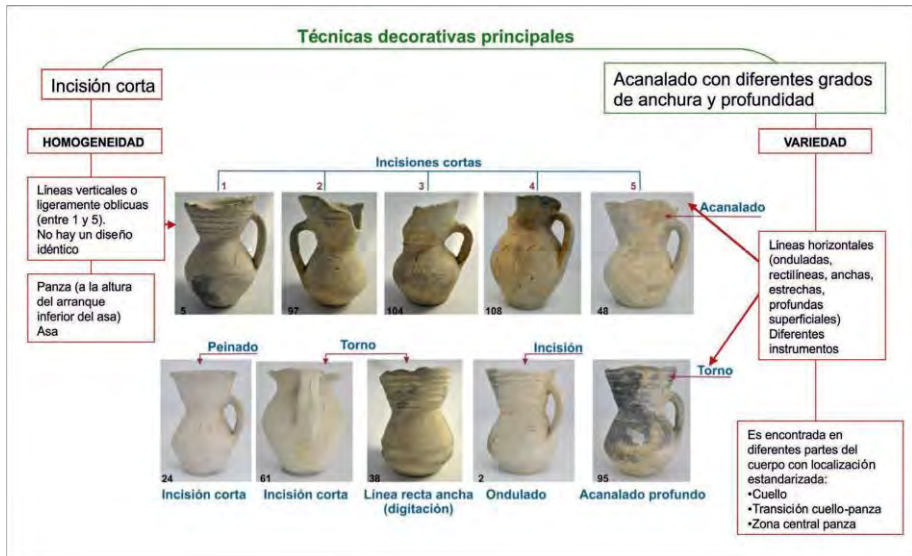 Técnicas decorativas principales
Incisión corta
HOMOGENEIDAD
Líneas verticales o
ligeramente oblicuas
(entre 1 y 5).
No hay un diseño
idéntico
Panza (a la altura
del arranque
inferior del asa)
Asa
Acanalado con diferentes grados
de anchura y profundidad
VARIEDAD
Líneas horizontales
(onduladas,
rectilíneas, anchas,
estrechas,
profundas
superficiales)
Diferentes
instrumentos
Es encontrada en
diferentes partes del
cuerpo con localización
estandarizada:
•Cuello
•Transición cuello-panza
•Zona central panza
Incisiones cortas
1 2 3 4 5
Acanalado
5 97 104 108 48
Peinado Torno Incisión
Torno
24 61 38 2 95
Incisión corta Incisión corta Línea recta ancha Ondulado Acanalado profundo
(digitación)